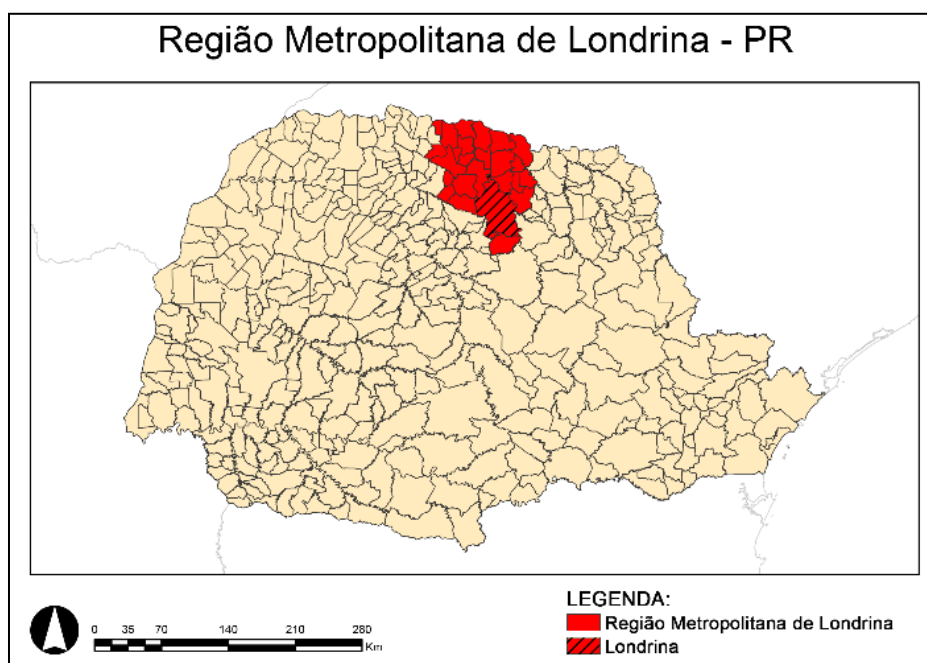 Região Metropolitana de Londrina - PR
LEGENDA:
Região Metropolitana de Londrina
Londrina
0 35 70 140 210 280
Km